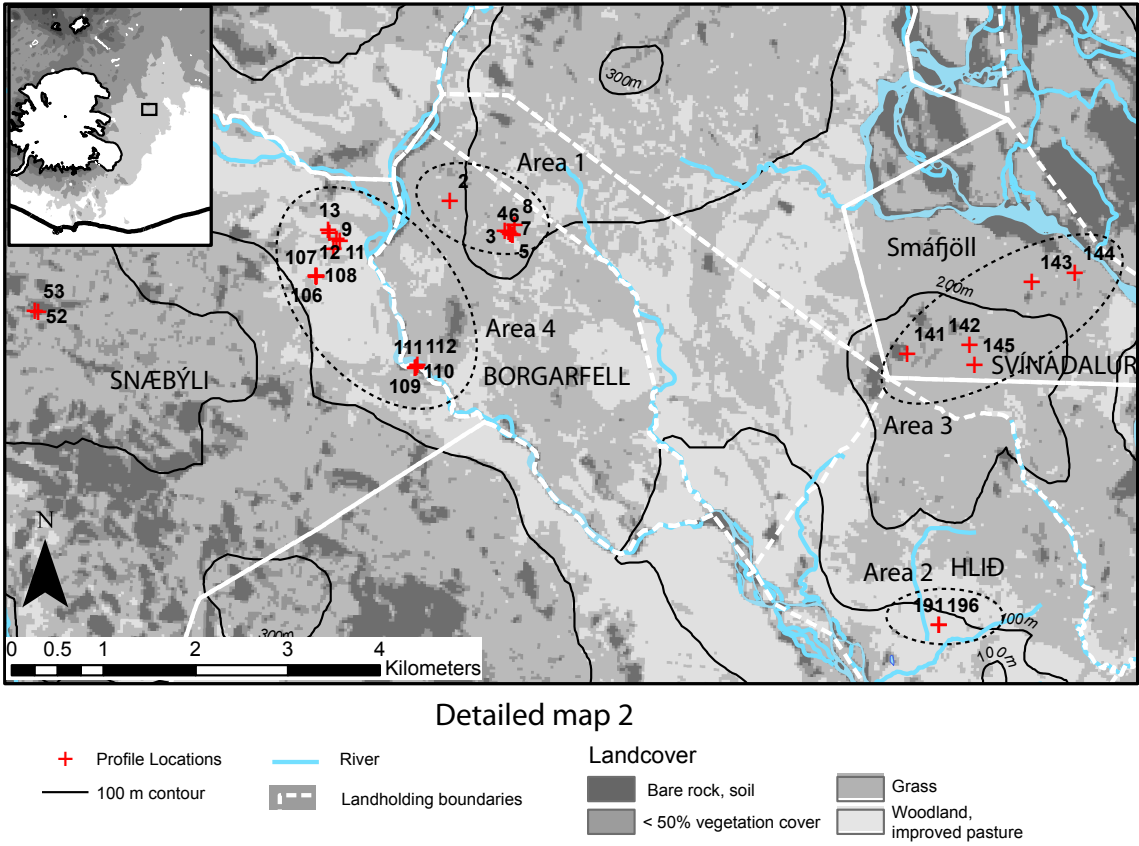 300m
Area 1
2
8
46
7
3
5
13
9
12 11
107
108
106
Smáfjöll
143 144
200m
53
52
Area 4
142
141
145
111 112
110
109
SNÆBÝLI
BORGARFELL
SVÍNADALUR
Area 3
N
Area 2
HLIÐ
191 196
100m
100m
300m
0 0.5 1 2 3 4
Kilometers
Detailed map 2
Profile Locations
River
100 m contour
Landholding boundaries
Landcover
Bare rock, soil
Grass
< 50% vegetation cover
Woodland,
improved pasture